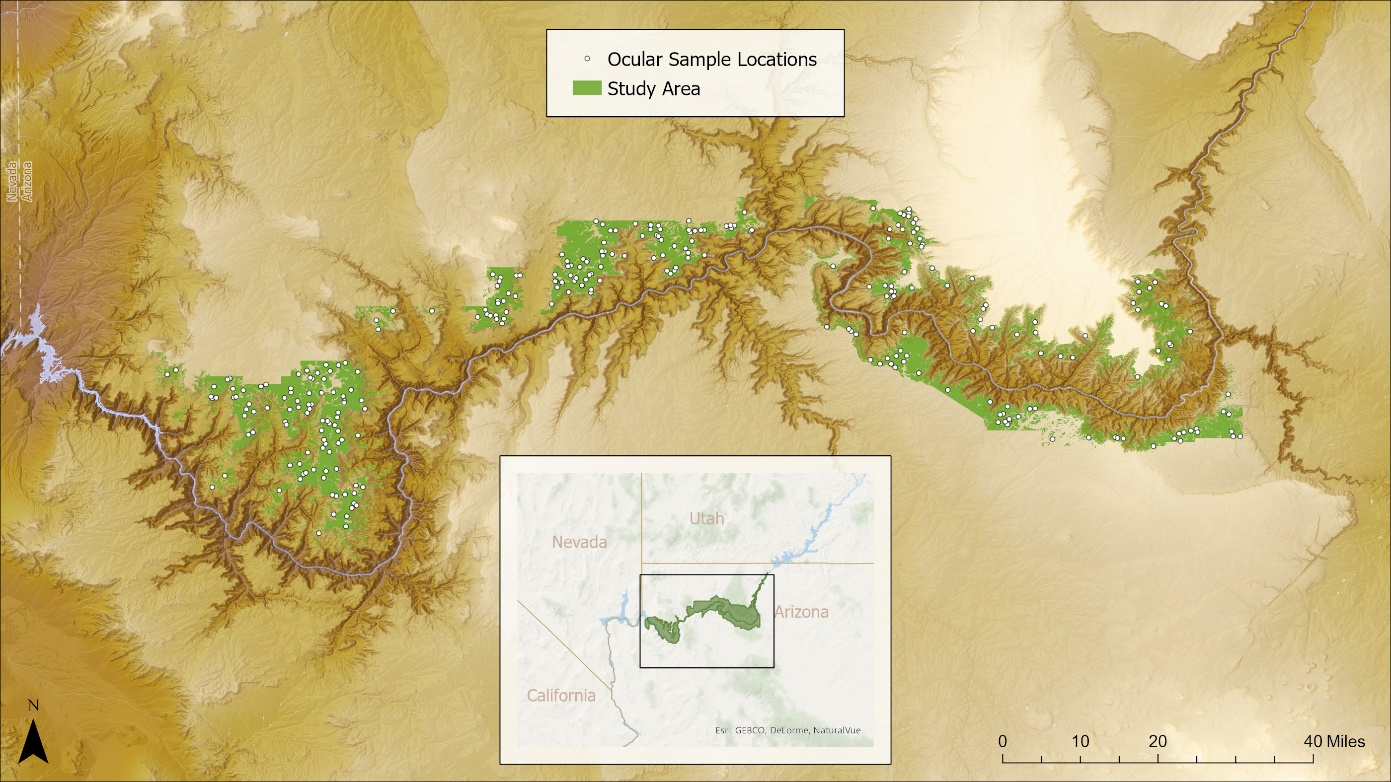 Ocular Sample Locations
Study Area
Nevada
Arizona
Utah
Nevada
Arizona
California
Esri, GEBCO, DeLorme, NaturalVue
N
0 10 20 40 Miles